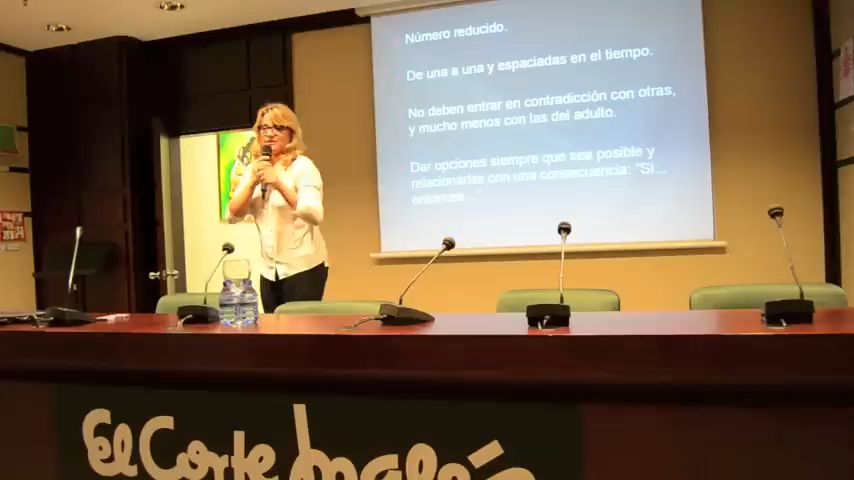 Número reducido.
De una a una y espaciadas en el tiempo.
No deben entrar en contradicción con otras,
y mucho menos con las del adulto.
Dar opciones siempre que sea posible y
relacionarlas con una consecuencia: “Si...
entonces..."
El Corte Inglés